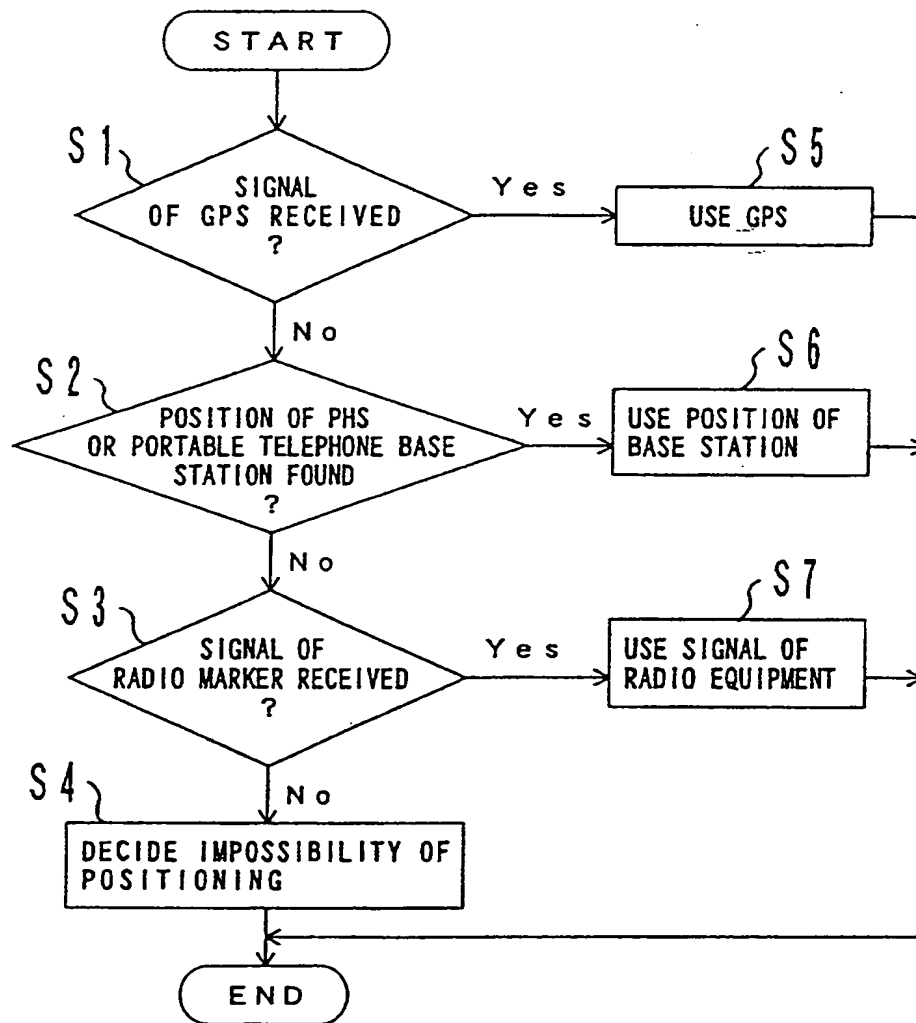 START
S1
SIGNAL
OF GPS RECEIVED
?
Yes
S5
USE GPS
No
S2
POSITION OF PHS
OR PORTABLE TELEPHONE BASE
STATION FOUND
?
Yes
S6
USE POSITION OF
BASE STATION
No
S3
SIGNAL OF
RADIO MARKER RECEIVED
?
Yes
S7
USE SIGNAL OF
RADIO EQUIPMENT
No
S4
DECIDE IMPOSSIBILITY OF
POSITIONING
END